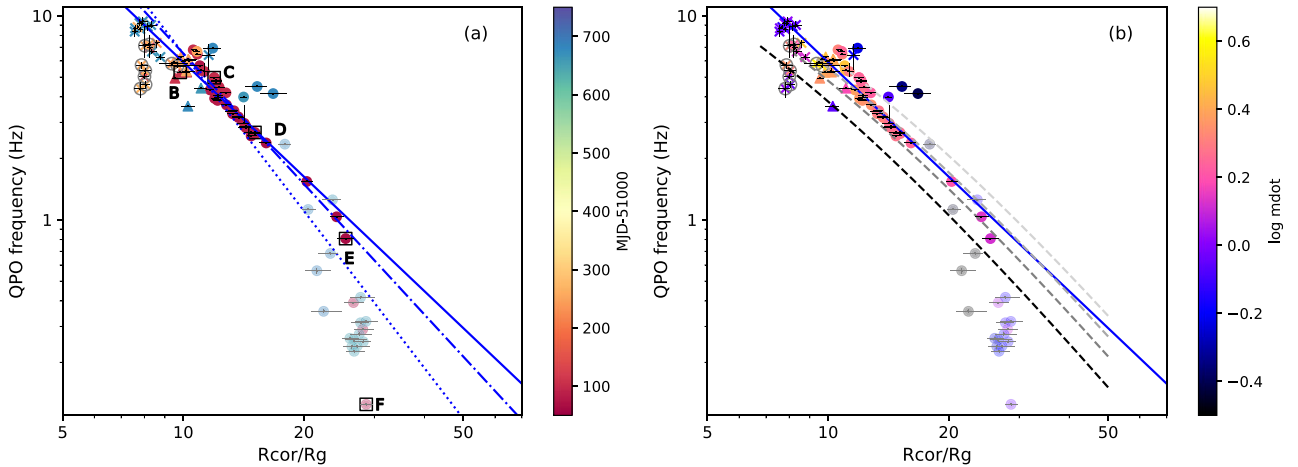 (a)
10
1
QPO frequency (Hz)
B
C
D
E
F
5
10
50
Rcor/Rg
700
600
500
400
300
200
100
MJD-51000
(b)
10
1
QPO frequency (Hz)
5
10
50
Rcor/Rg
0.6
0.4
0.2
0.0
−0.2
−0.4
log mdot